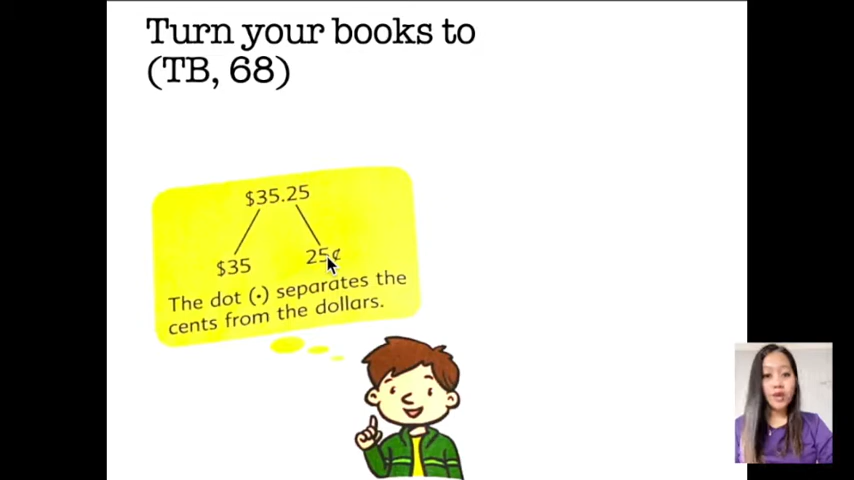 Turn your books to
(TB, 68)
$35.25
$35 25¢
The dot (•) separates the
cents from the dollars.